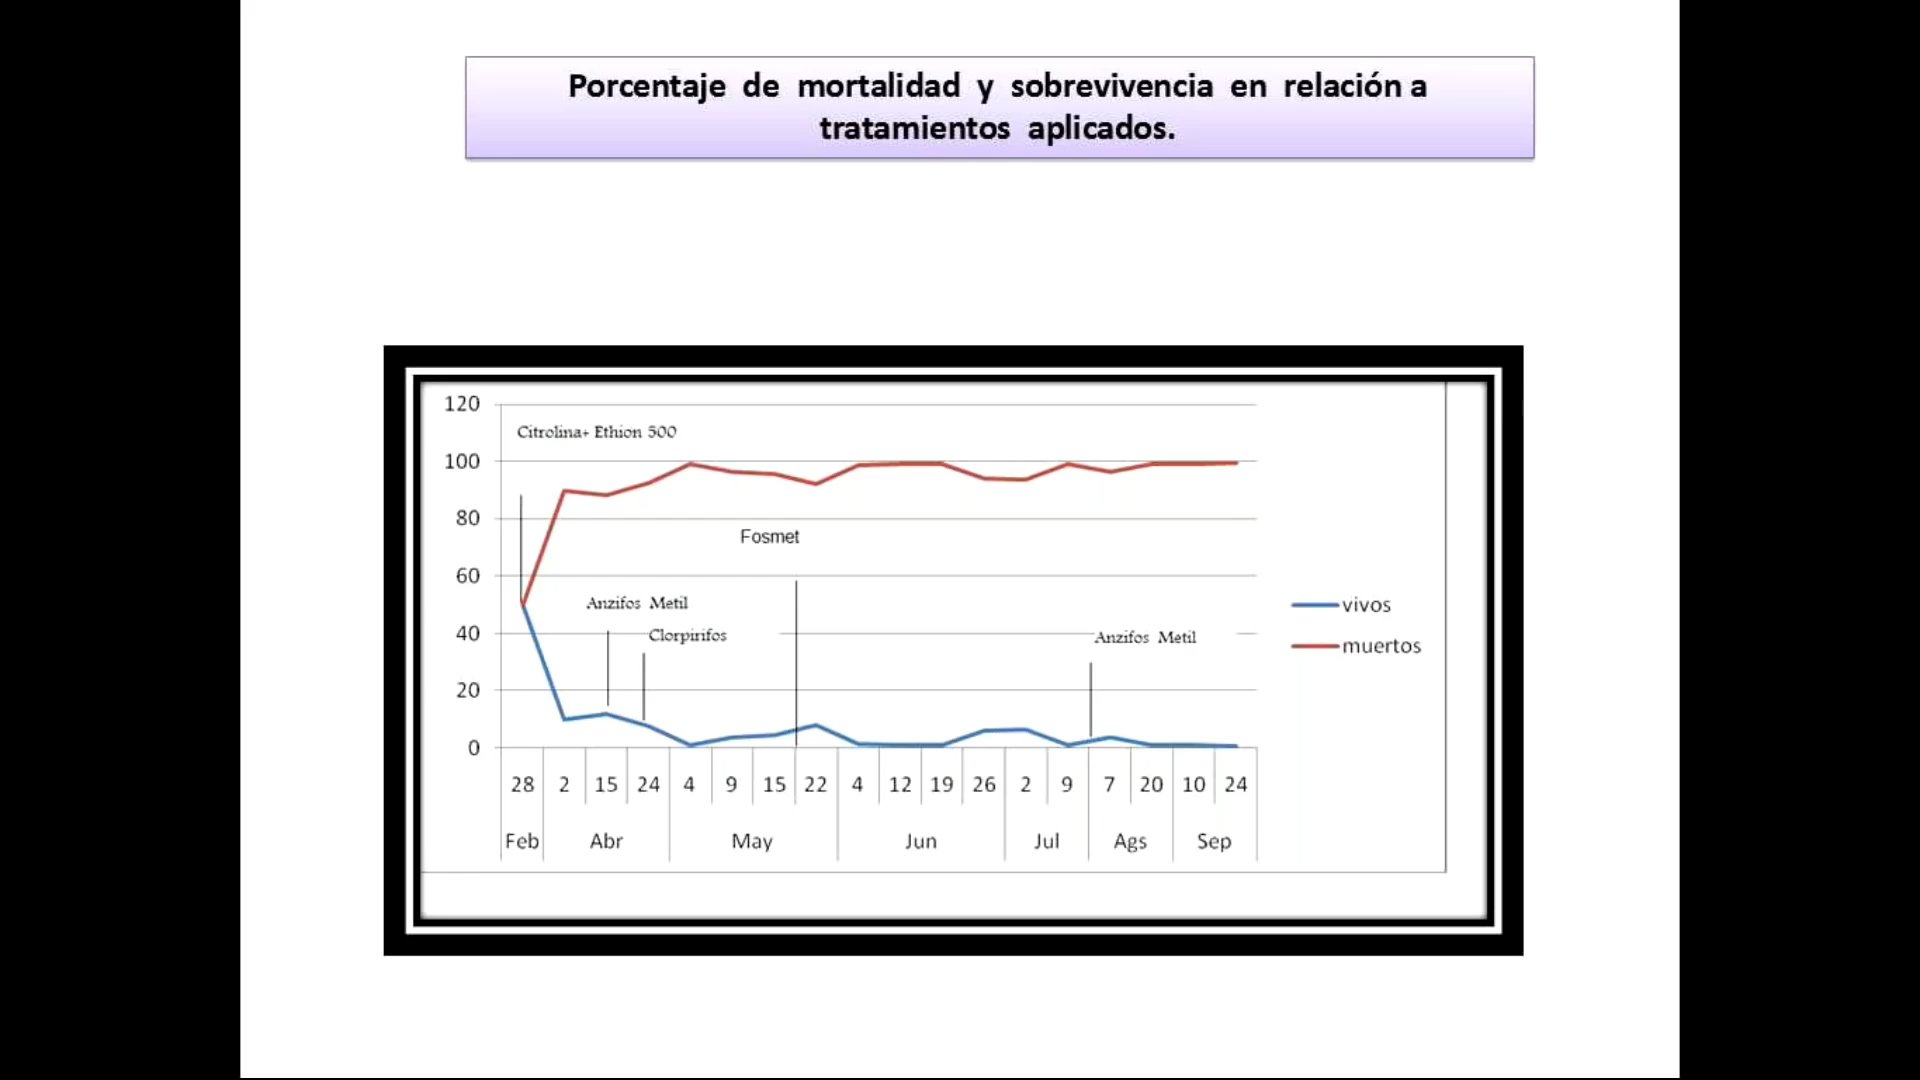 Porcentaje de mortalidad y sobrevivencia en relación a
tratamientos aplicados.
120
Citrolina+ Ethion 500
100
80
Fosmet
60
Anzifos Metil
vivos
40
Clorpirifos
Anzifos Metil
muertos
20
0
28 2 15 24 4 9 15 22 4 12 19 26 2 9 7 20 10 24
Feb Abr May Jun Jul Ags Sep